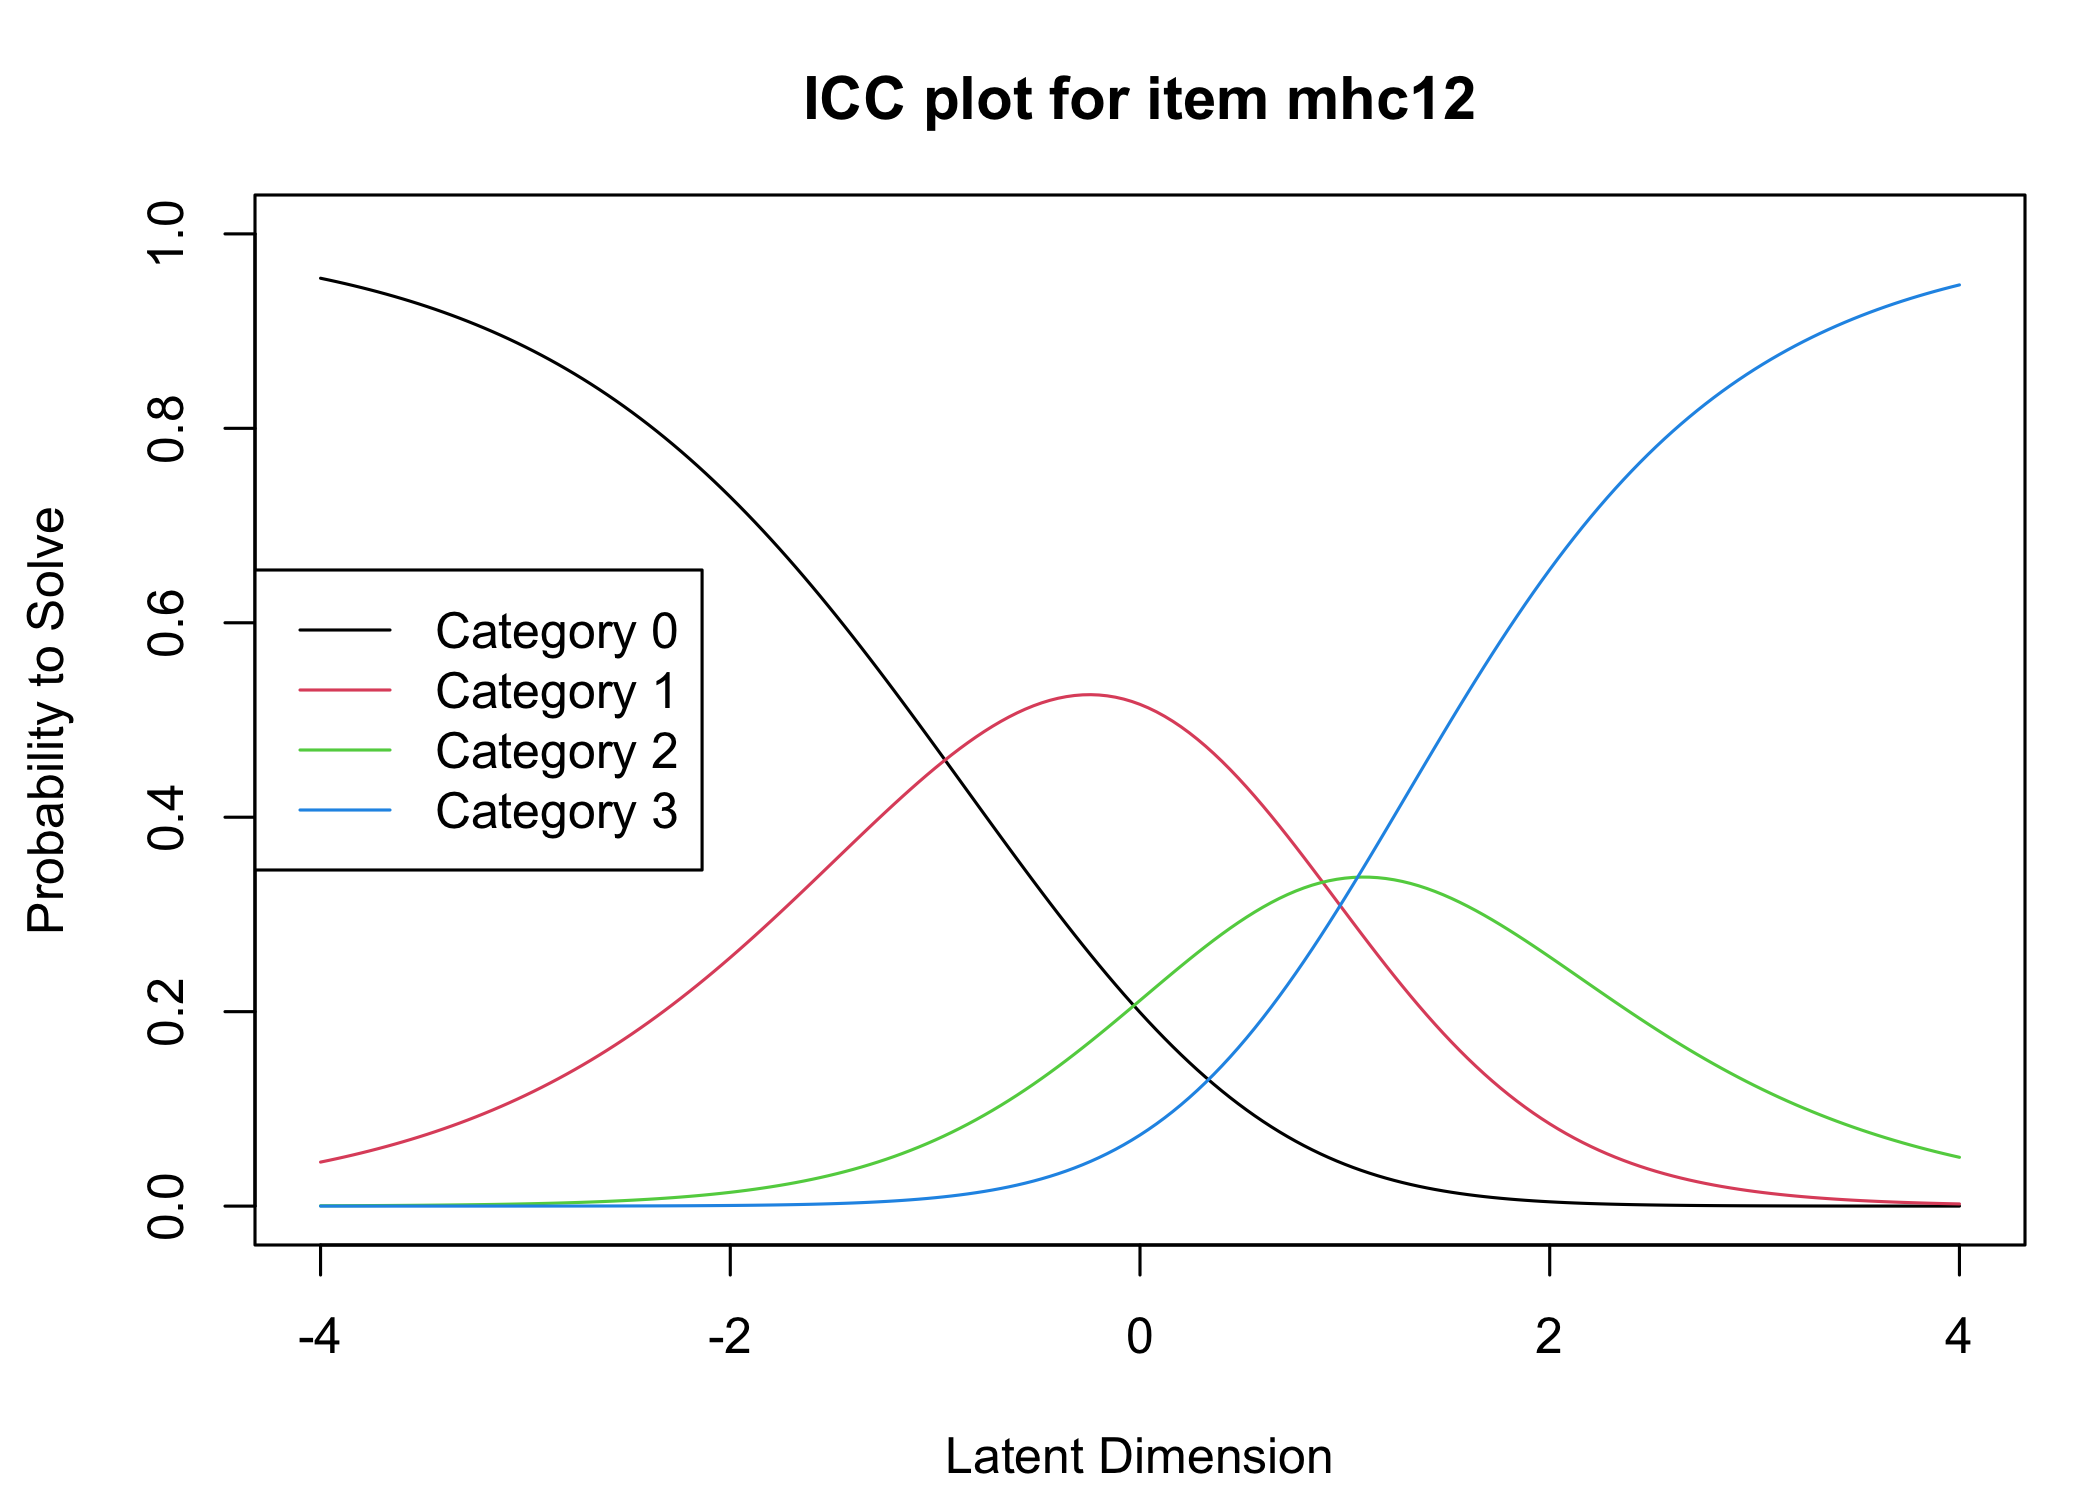 ICC plot for item mhc12
Probability to Solve
1.0
0.8
0.6
0.4
0.2
0.0
Category 0
Category 1
Category 2
Category 3
-4
-2
0
2
4
Latent Dimension